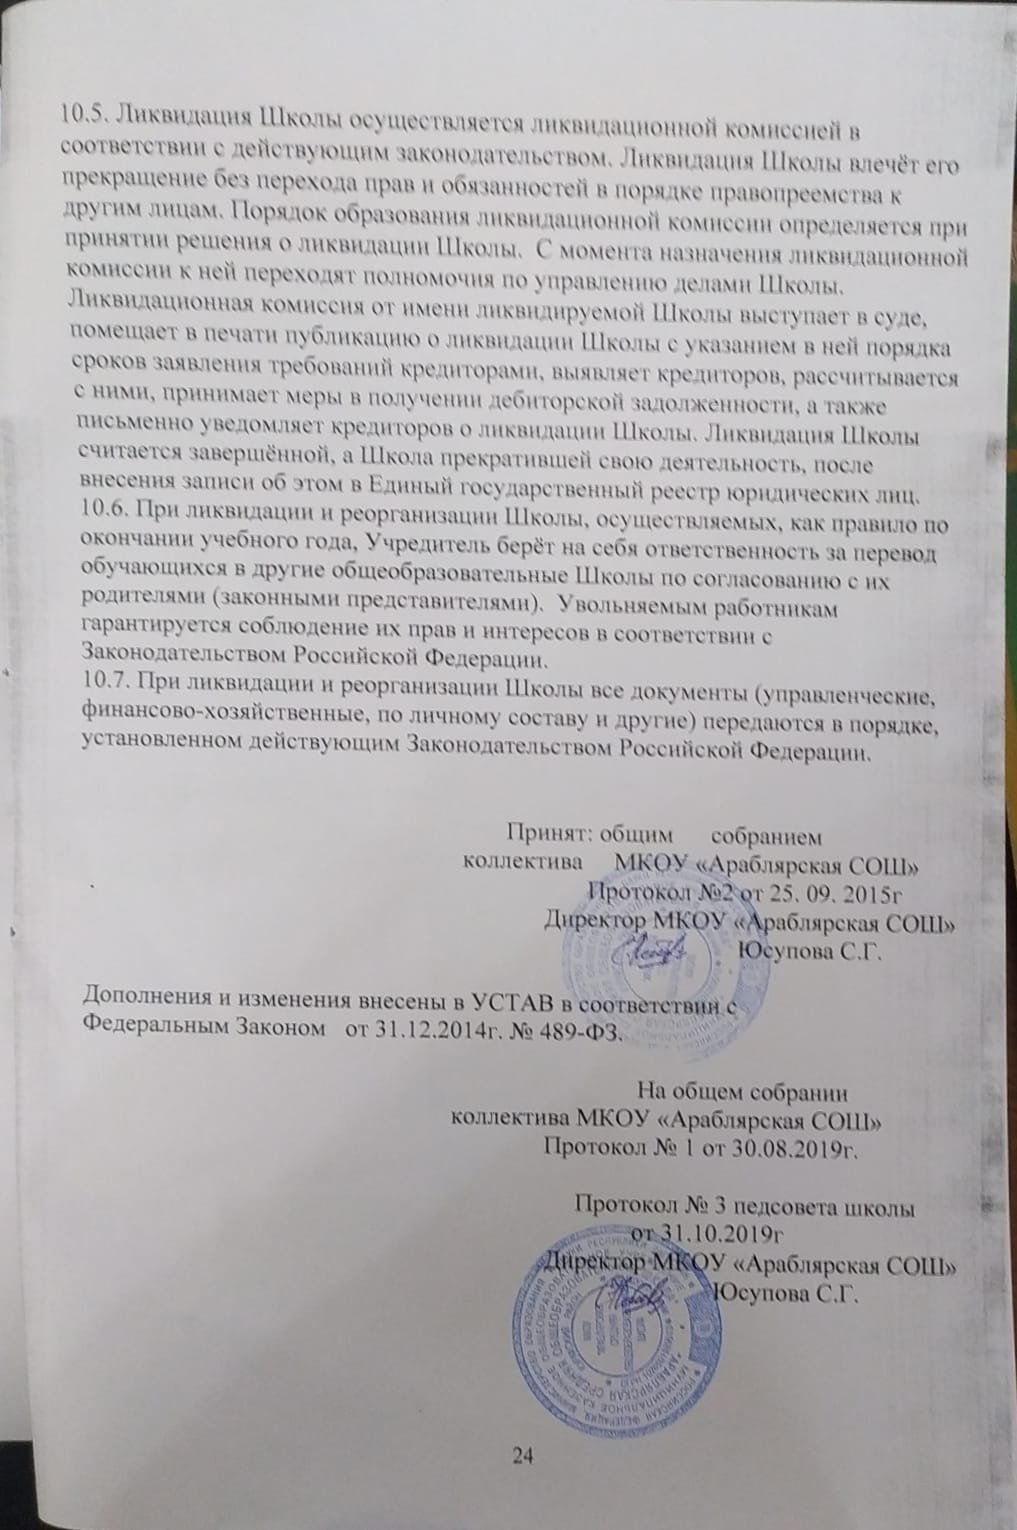 10.5. Ликвидация Школы осуществляется ликвидационной комиссией в
соответствии с действующим законодательством. Ликвидация Школы влечёт его
прекращение без перехода прав и обязанностей в порядке правопреемства к
другим лицам. Порядок образования ликвидационной комиссии определяется при
принятии решения о ликвидации Школы. С момента назначения ликвидационной
комиссии к ней переходят полномочия по управлению делами Школы.
Ликвидационная комиссия от имени ликвидируемой Школы выступает в суде,
помещает в печати публикацию о ликвидации Школы с указанием в ней порядка
сроков заявления требований кредиторами, выявляет кредиторов, рассчитывается
с ними, принимает меры в получении дебиторской задолженности, а также
письменно уведомляет кредиторов о ликвидации Школы. Ликвидация Школы
считается завершённой, а Школа прекратившей свою деятельность, после
внесения записи об этом в Единый государственный реестр юридических лиц.
10.6. При ликвидации и реорганизации Школы, осуществляемых, как правило по
окончании учебного года, Учредитель берёт на себя ответственность за перевод
обучающихся в другие общеобразовательные Школы по согласованию с их
родителями (законными представителями). Увольняемым работникам
гарантируется соблюдение их прав и интересов в соответствии с
Законодательством Российской Федерации.
10.7. При ликвидации и реорганизации Школы все документы (управленческие,
финансово-хозяйственные, по личному составу и другие) передаются в порядке,
установленном действующим Законодательством Российской Федерации.
Принят: общим собранием
коллектива МКОУ «Араблярская СОШ»
Протокол №2 от 25. 09. 2015г
Директор МКОУ «Араблярская СОШ»
Юсупова С.Г.
Дополнения и изменения внесены в УСТАВ в соответствии с
Федеральным Законом от 31.12.2014г. № 489-ФЗ.
На общем собрании
коллектива МКОУ «Араблярская СОШ»
Протокол № 1 от 30.08.2019г.
Протокол № 3 педсовета школы
от 31.10.2019г
Директор МКОУ «Араблярская СОШ»
Юсупова С.Г.
24